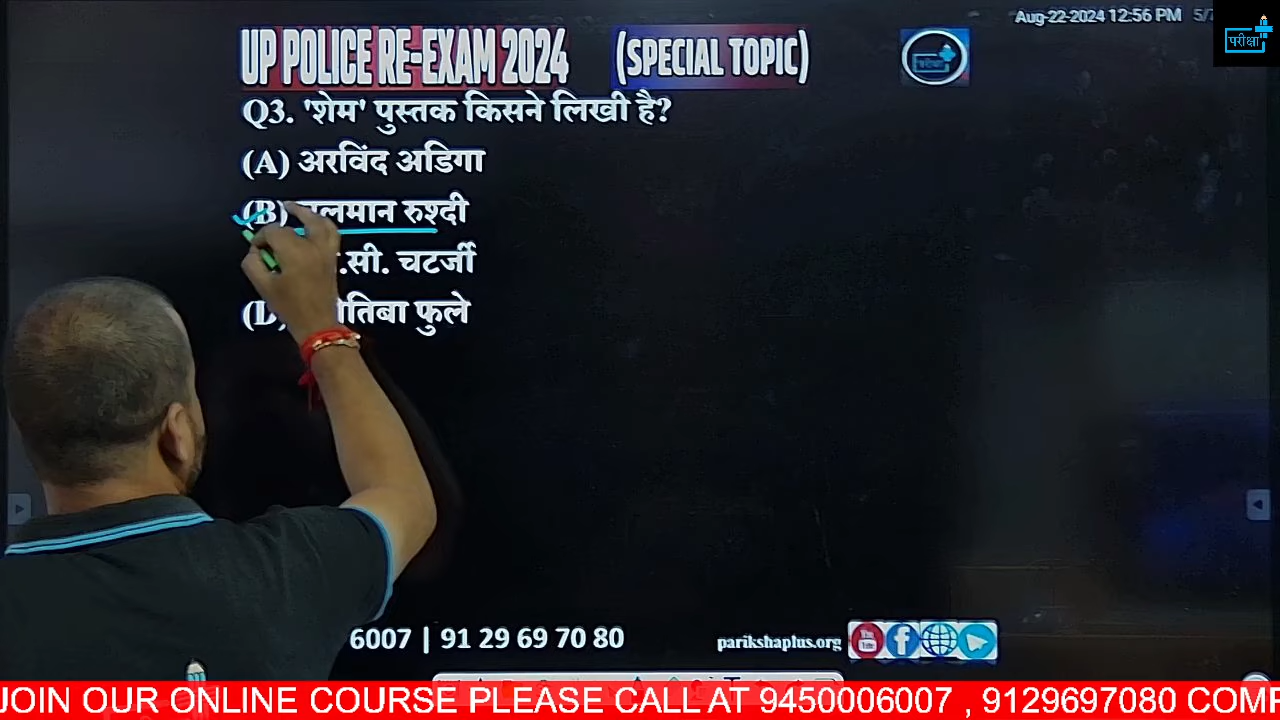 Aug-22-2024 12:56 PM 5/
परीक्षा
UP POLICE RE-EXAM 2024 (SPECIAL TOPIC)
Q3. 'शेम' पुस्तक किसने लिखी है?
(A) अरविंद अडिगा
(B) सलमान रुश्दी
.सी. चटर्जी
(D) तिबा फुले
6007 | 91 29 69 70 80 parikshaplus.org
JOIN OUR ONLINE COURSE PLEASE CALL AT 9450006007 , 9129697080 COMP